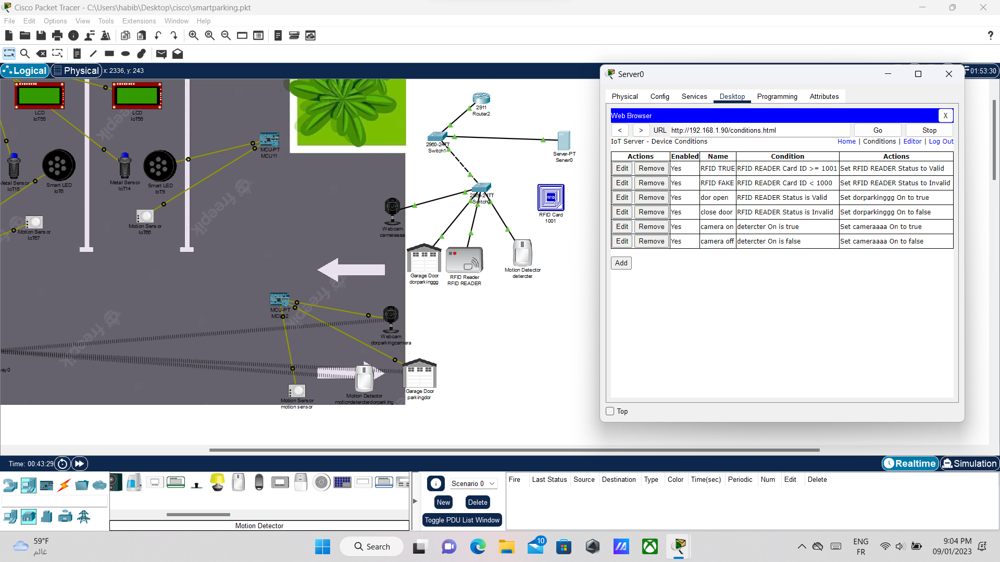 Cisco Packet Tracer - C:\Users\habib\Desktop\cisco\smartparking.pkt
File Edit Options View Tools Extensions Window Help
Logical Physical x: 2336, y: 243
01:53:30
LCD
IoT55
LCD
IoT56
MCU-PT
MCU11
Metal Sensor
IoT15
Smart LED
IoT6
Metal Sensor
IoT14
Smart LED
IoT9
Motion Sensor
IoT67
Motion Sensor
IoT66
freepik
freepik
freepik
freepik
2911
Router2
2960-24TT
Switch1
Server-PT
Server0
2960-24TT
Switch0
RFID
RFID Card
1001
Webcam
cameraaaa
Garage Door
dorparkinggg
RFID Reader
RFID READER
Motion Detector
detercter
MCU-PT
Webcam
dorparkingcamera
Garage Door
parkingdor
Motion Sensor
motion sensor
Motion Detector
motiondetercterdorparking
ray0
Server0
Physical Config Services Desktop Programming Attributes
Web Browser X
< > URL http://192.168.1.90/conditions.html Go Stop
IoT Server - Device Conditions Home | Conditions | Editor | Log Out
Actions Enabled Name Condition Actions
Edit Remove Yes RFID TRUE RFID READER Card ID >= 1001 Set RFID READER Status to Valid
Edit Remove Yes RFID FAKE RFID READER Card ID < 1000 Set RFID READER Status to Invalid
Edit Remove Yes dor open RFID READER Status is Valid Set dorparkinggg On to true
Edit Remove Yes close door RFID READER Status is Invalid Set dorparkinggg On to false
Edit Remove Yes camera on detercter On is true Set cameraaaa On to true
Edit Remove Yes camera off detercter On is false Set cameraaaa On to false
Add
Top
Time: 00:43:29
Realtime Simulation
Scenario 0
New Delete
Toggle PDU List Window
Fire Last Status Source Destination Type Color Time(sec) Periodic Num Edit Delete
Motion Detector
59°F
غائم
Search
10
ENG
FR
9:04 PM
09/01/2023